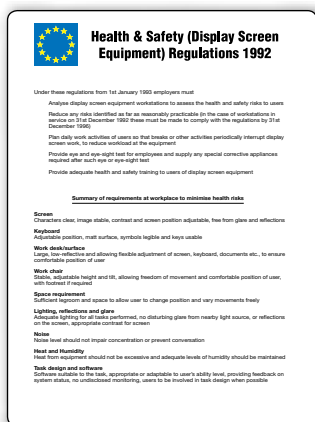 Health & Safety (Display Screen
Equipment) Regulations 1992
Under these regulations from 1st January 1993 employers must
Analyse display screen equipment workstations to assess the health and safety risks to users
Reduce any risks identified as far as reasonably practicable (in the case of workstations in
service on 31st December 1992 these must be made to comply with the regulations by 31st
December 1996)
Plan daily work activities of users so that breaks or other activities periodically interrupt display
screen work, to reduce workload at the equipment
Provide eye and eye-sight test for employees and supply any special corrective appliances
required after such eye or eye-sight test
Provide adequate health and safety training to users of display screen equipment
Summary of requirements at workplace to minimise health risks
Screen
Characters clear, image stable, contrast and screen position adjustable, free from glare and reflections
Keyboard
Adjustable position, matt surface, symbols legible and keys usable
Work desk/surface
Large, low-reflective and allowing flexible adjustment of screen, keyboard, documents etc., to ensure
comfortable position of user
Work chair
Stable, adjustable height and tilt, allowing freedom of movement and comfortable position of user,
with footrest if required
Space requirement
Sufficient legroom and space to allow user to change position and vary movements freely
Lighting, reflections and glare
Adequate lighting for all tasks performed, no disturbing glare from nearby light source, or reflections
on the screen, appropriate contrast for screen
Noise
Noise level should not impair concentration or prevent conversation
Heat and Humidity
Heat from equipment should not be excessive and adequate levels of humidity should be maintained
Task design and software
Software suitable to the task, appropriate or adaptable to user's ability level, providing feedback on
system status, no undisclosed monitoring, users to be involved in task design when possible